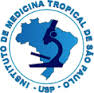 INSTITUTO DE MEDICINA TROPICAL DE SÃO PAULO
- USP -